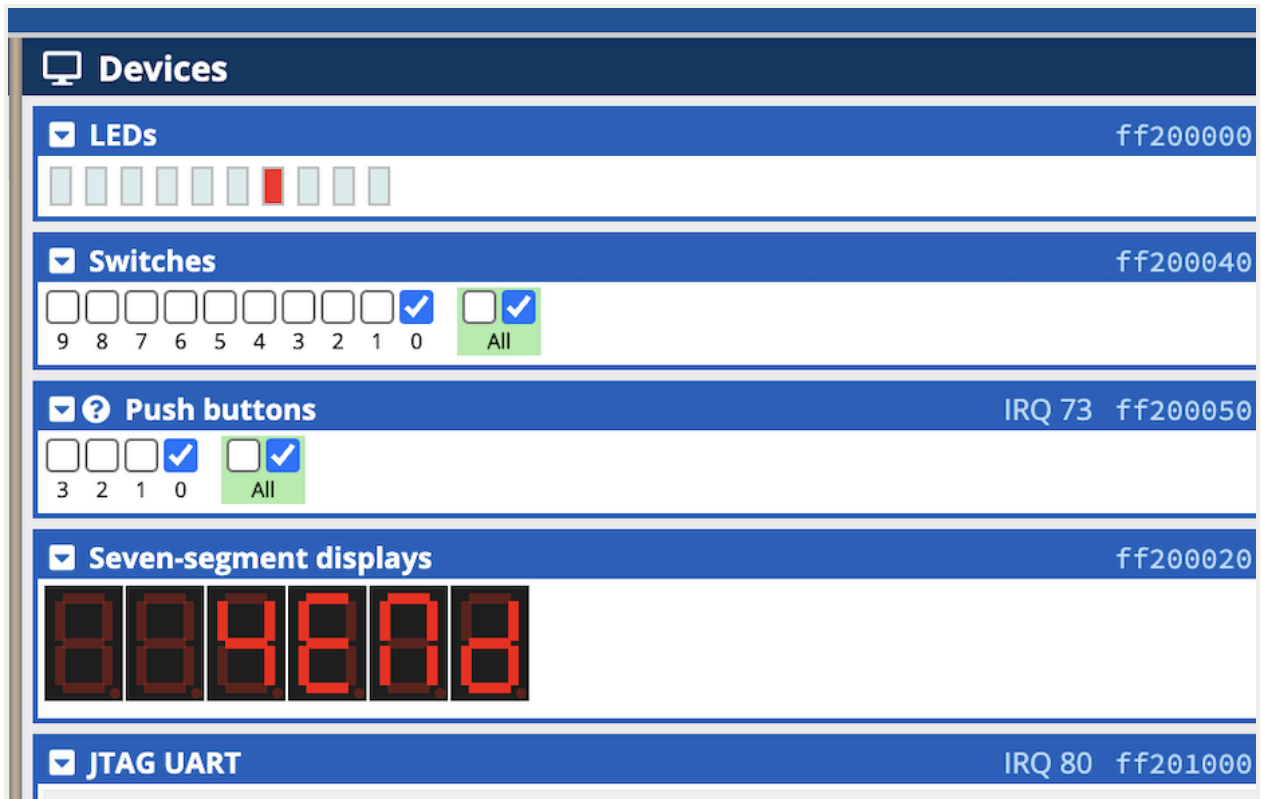 Devices
LEDs ff200000
Switches ff200040
9 8 7 6 5 4 3 2 1 0 All
Push buttons IRQ 73 ff200050
3 2 1 0 All
Seven-segment displays ff200020
4End
JTAG UART IRQ 80 ff201000